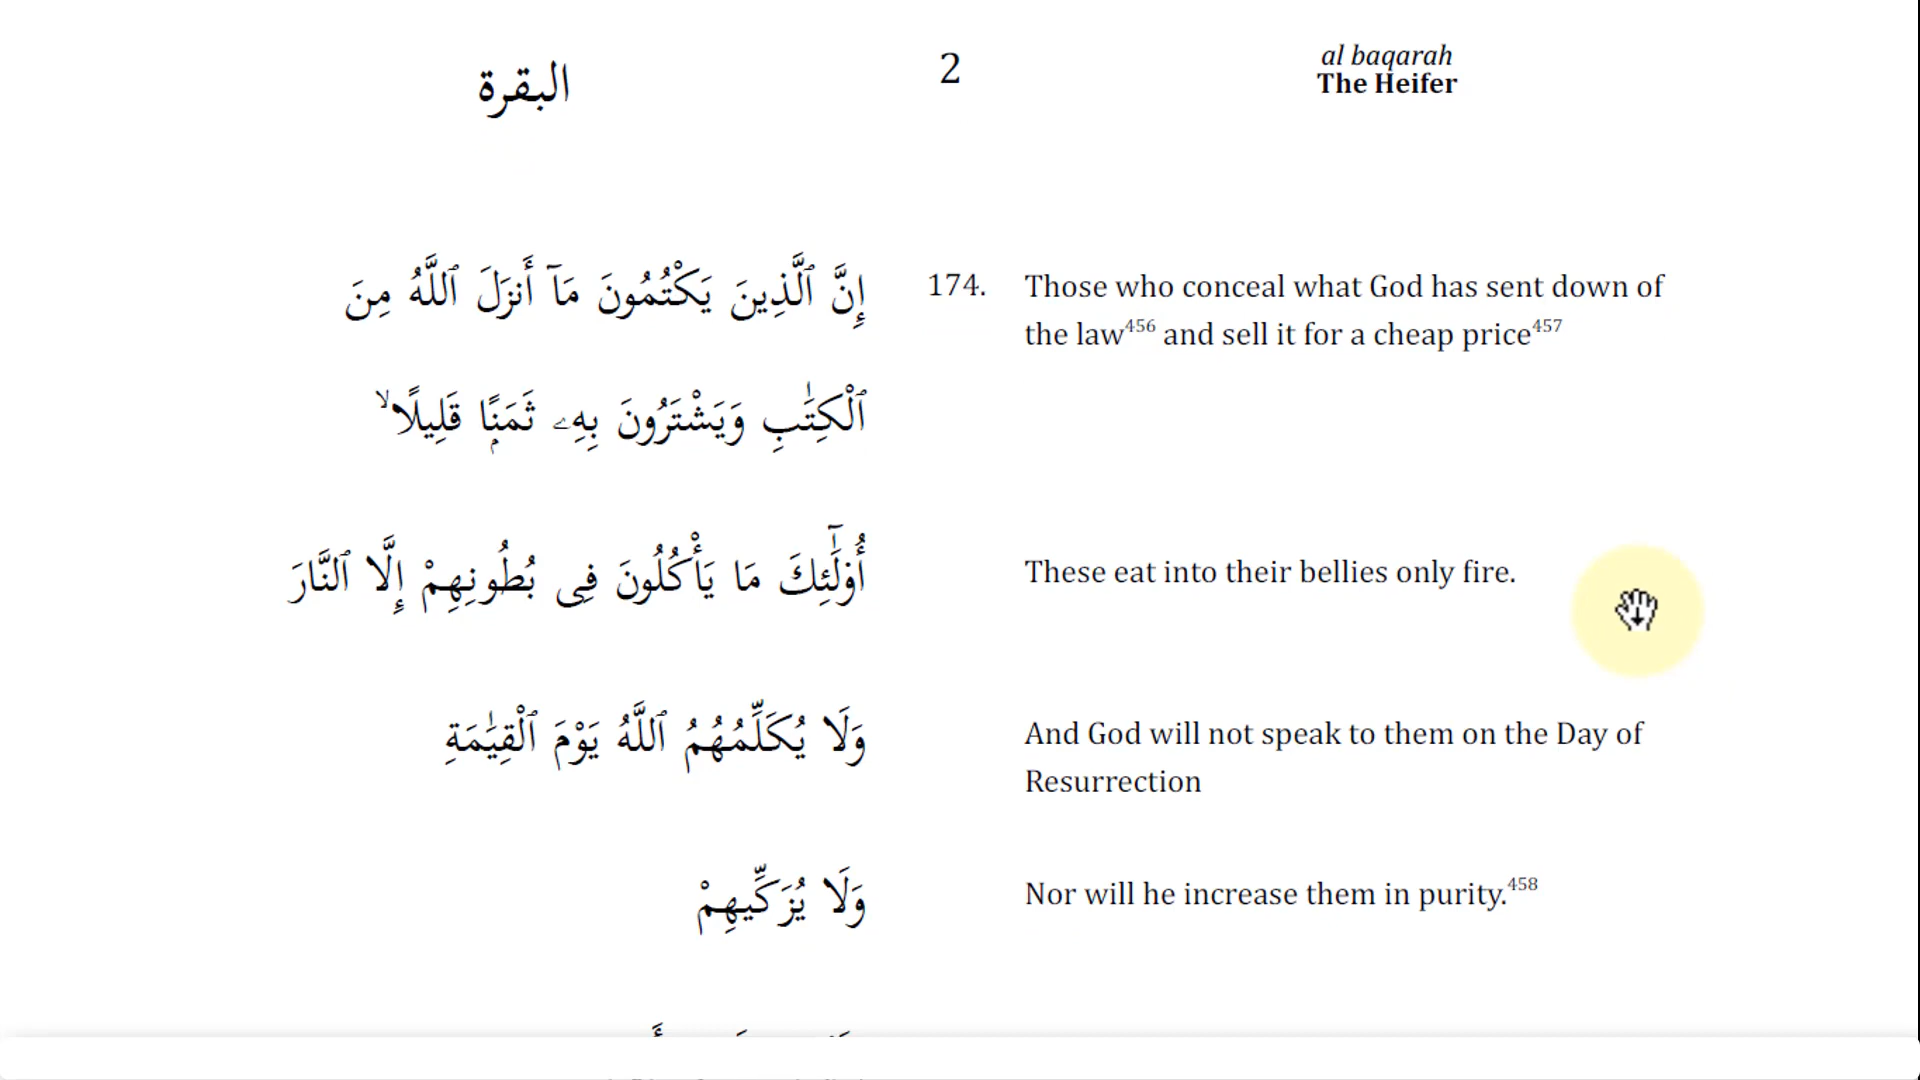 البقرة
2
al baqarah
The Heifer
إِنَّ ٱلَّذِينَ يَكْتُمُونَ مَآ أَنزَلَ ٱللَّهُ مِنَ
ٱلْكِتَٰبِ وَيَشْتَرُونَ بِهِۦ ثَمَنًۭا قَلِيلًا ۙ
أُو۟لَٰٓئِكَ مَا يَأْكُلُونَ فِى بُطُونِهِمْ إِلَّا ٱلنَّارَ
وَلَا يُكَلِّمُهُمُ ٱللَّهُ يَوْمَ ٱلْقِيَٰمَةِ
وَلَا يُزَكِّيهِمْ
174.
Those who conceal what God has sent down of
the law456 and sell it for a cheap price457
These eat into their bellies only fire.
And God will not speak to them on the Day of
Resurrection
Nor will he increase them in purity.458